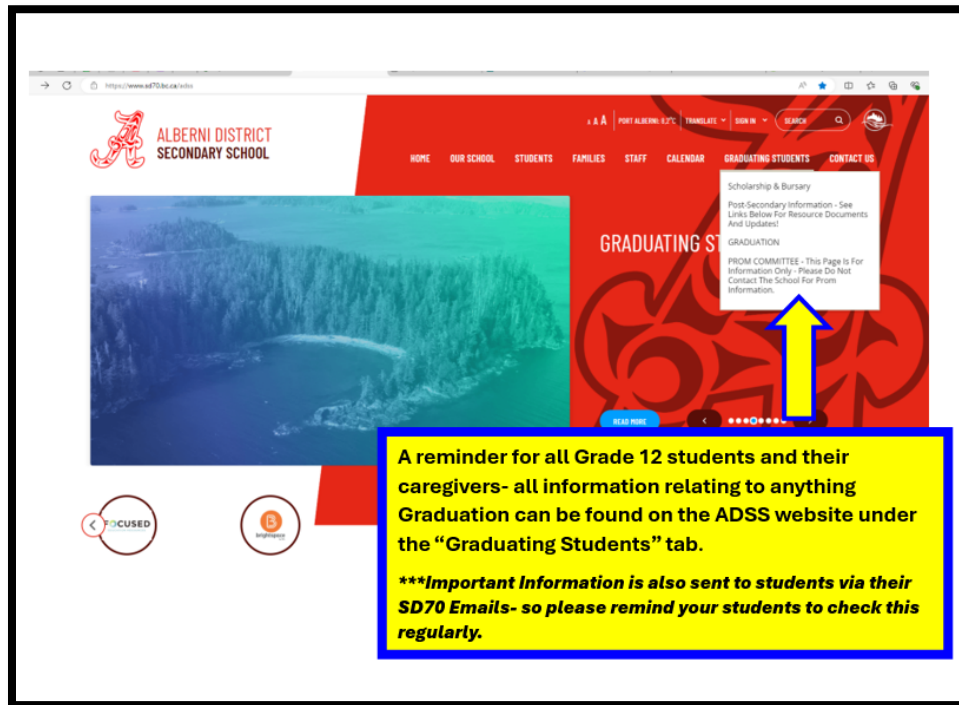 https://www.sd70.bc.ca/adss
ALBERNI DISTRICT
SECONDARY SCHOOL
A A A PORT ALBERNI: 9.2°C TRANSLATE SIGN IN SEARCH
HOME OUR SCHOOL STUDENTS FAMILIES STAFF CALENDAR GRADUATING STUDENTS CONTACT US
Scholarship & Bursary
Post-Secondary Information - See
Links Below For Resource Documents
And Updates!
GRADUATION
PROM COMMITTEE - This Page Is For
Information Only - Please Do Not
Contact The School For Prom
Information.
GRADUATING ST
READ MORE
A reminder for all Grade 12 students and their
caregivers- all information relating to anything
Graduation can be found on the ADSS website under
the “Graduating Students” tab.
***Important Information is also sent to students via their
SD70 Emails- so please remind your students to check this
regularly.
FOCUSED
brightspace